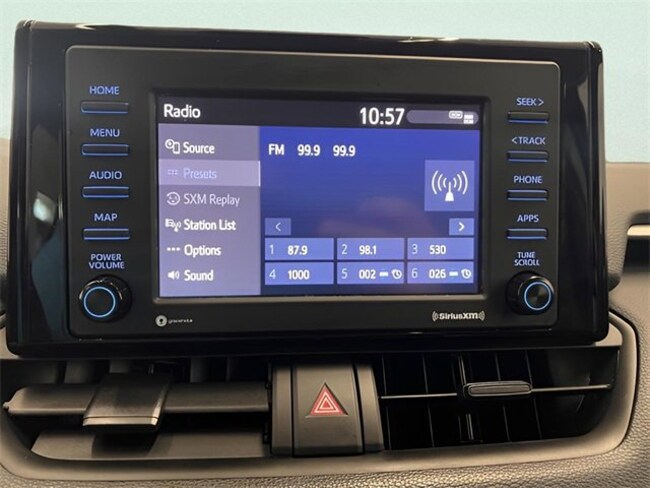 HOME
MENU
AUDIO
MAP
POWER
VOLUME
Radio
10:57
Source
Presets
SXM Replay
Station List
Options
Sound
FM 99.9 99.9
1 87.9
2 98.1
3 530
4 1000
5 002
6 026
SEEK >
< TRACK
PHONE
APPS
TUNE
SCROLL
gracenote
((SiriusXM))